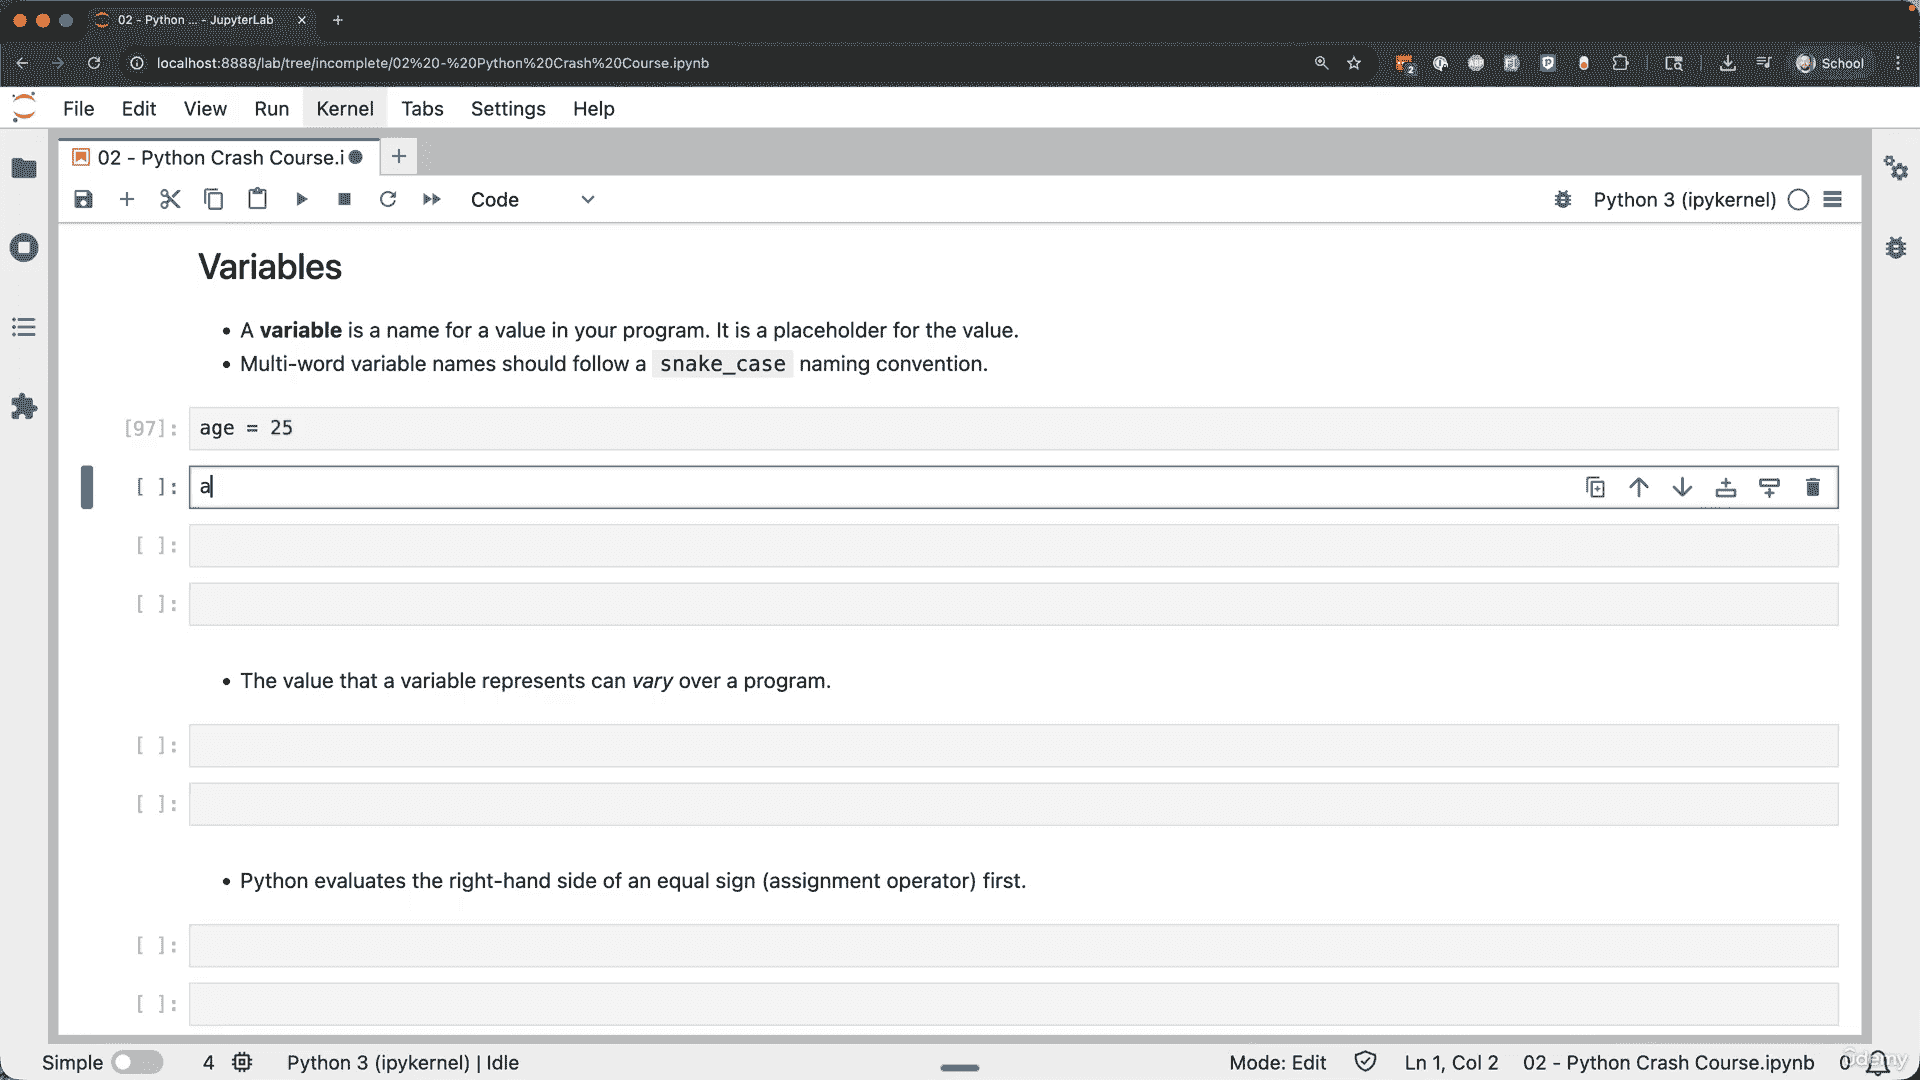 02 - Python ... - JupyterLab
localhost:8888/lab/tree/incomplete/02%20-%20Python%20Crash%20Course.ipynb
2
School
File Edit View Run Kernel Tabs Settings Help
02 - Python Crash Course.i
Code
Python 3 (ipykernel)
Variables
• A variable is a name for a value in your program. It is a placeholder for the value.
• Multi-word variable names should follow a snake_case naming convention.
[97]: age = 25
[ ]: a
[ ]:
[ ]:
• The value that a variable represents can vary over a program.
[ ]:
[ ]:
• Python evaluates the right-hand side of an equal sign (assignment operator) first.
[ ]:
[ ]:
Simple 4 Python 3 (ipykernel) | Idle Mode: Edit Ln 1, Col 2 02 - Python Crash Course.ipynb 0
Udemy